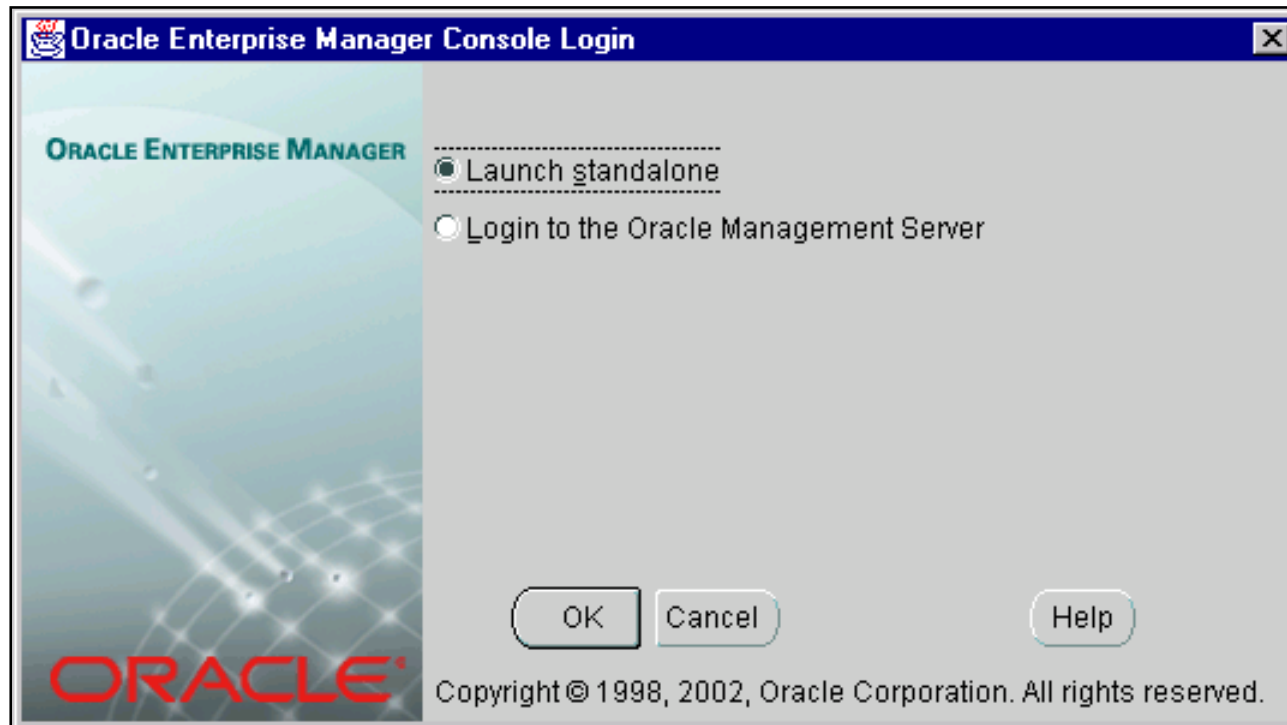 Oracle Enterprise Manager Console Login
ORACLE ENTERPRISE MANAGER
Launch standalone
Login to the Oracle Management Server
OK Cancel Help
ORACLE
Copyright © 1998, 2002, Oracle Corporation. All rights reserved.